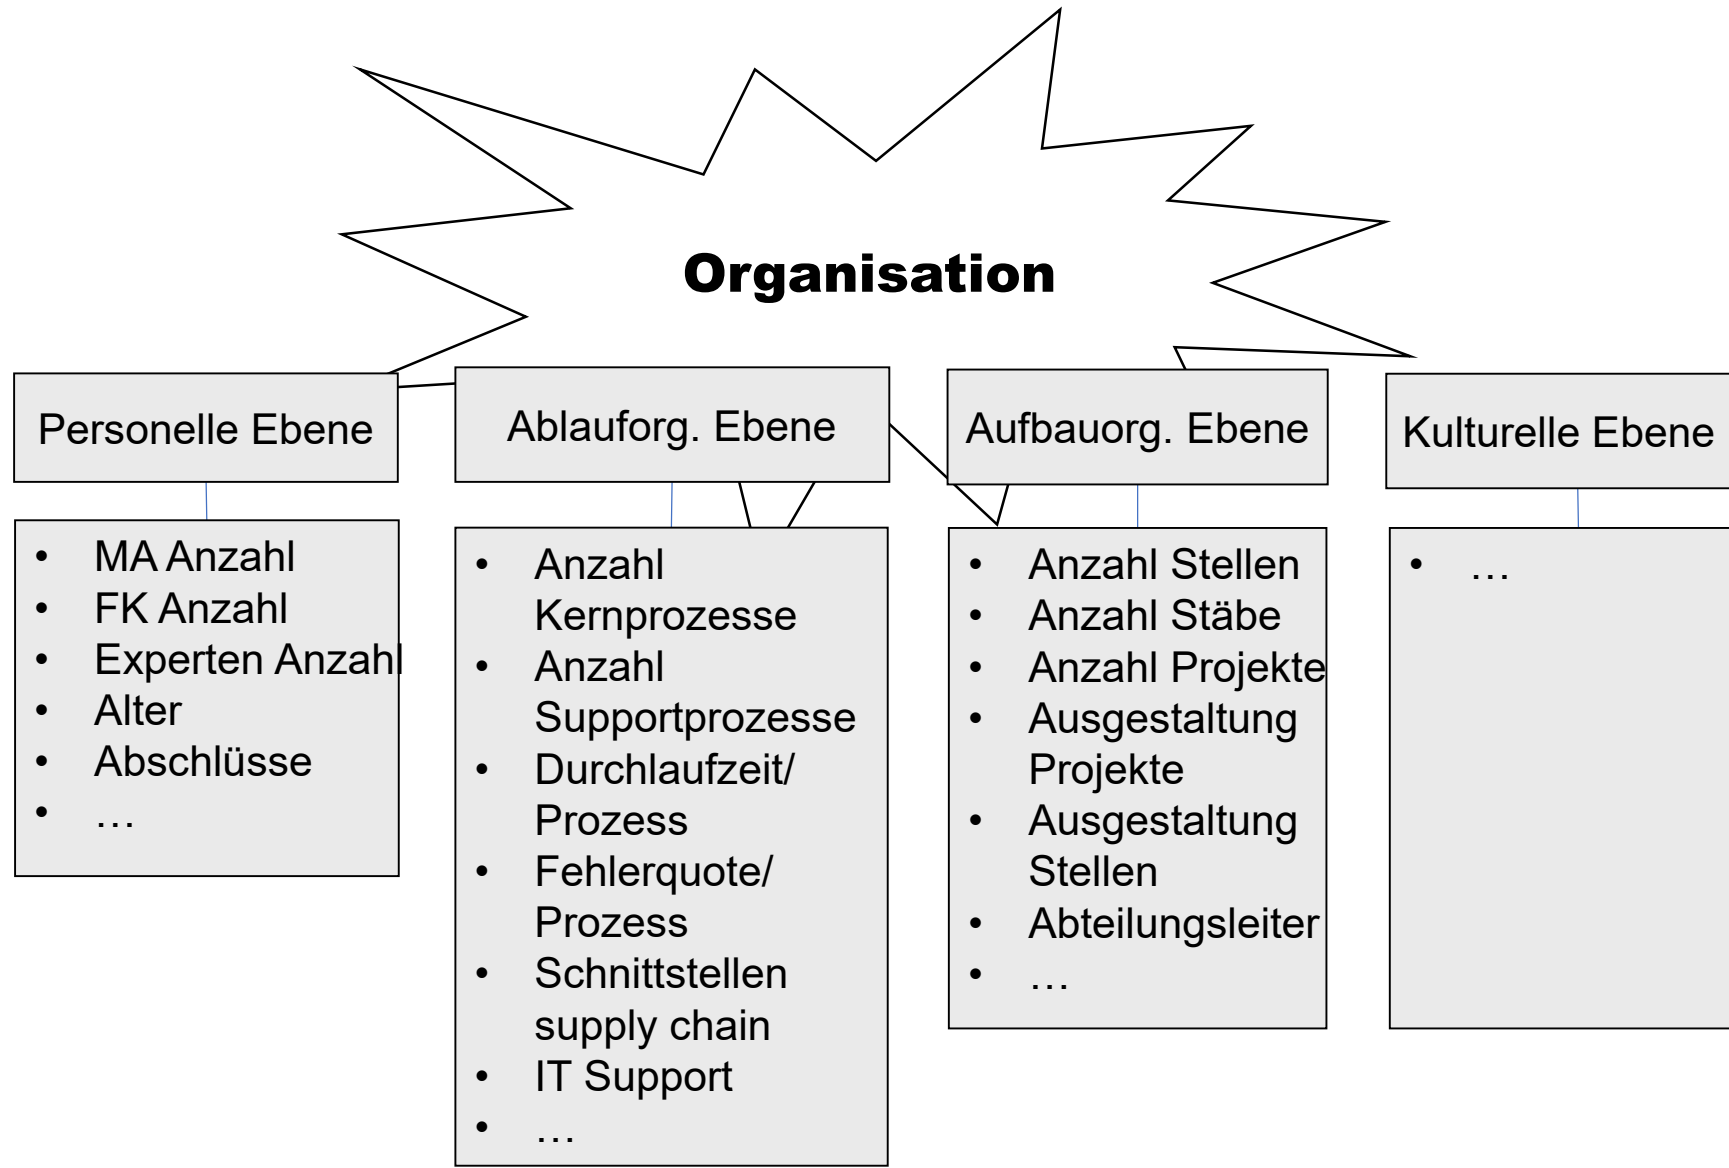 Organisation
Personelle Ebene
• MA Anzahl
• FK Anzahl
• Experten Anzahl
• Alter
• Abschlüsse
• …
Ablauforg. Ebene
• Anzahl
Kernprozesse
• Anzahl
Supportprozesse
• Durchlaufzeit/
Prozess
• Fehlerquote/
Prozess
• Schnittstellen
supply chain
• IT Support
• …
Aufbauorg. Ebene
• Anzahl Stellen
• Anzahl Stäbe
• Anzahl Projekte
• Ausgestaltung
Projekte
• Ausgestaltung
Stellen
• Abteilungsleiter
• …
Kulturelle Ebene
• …